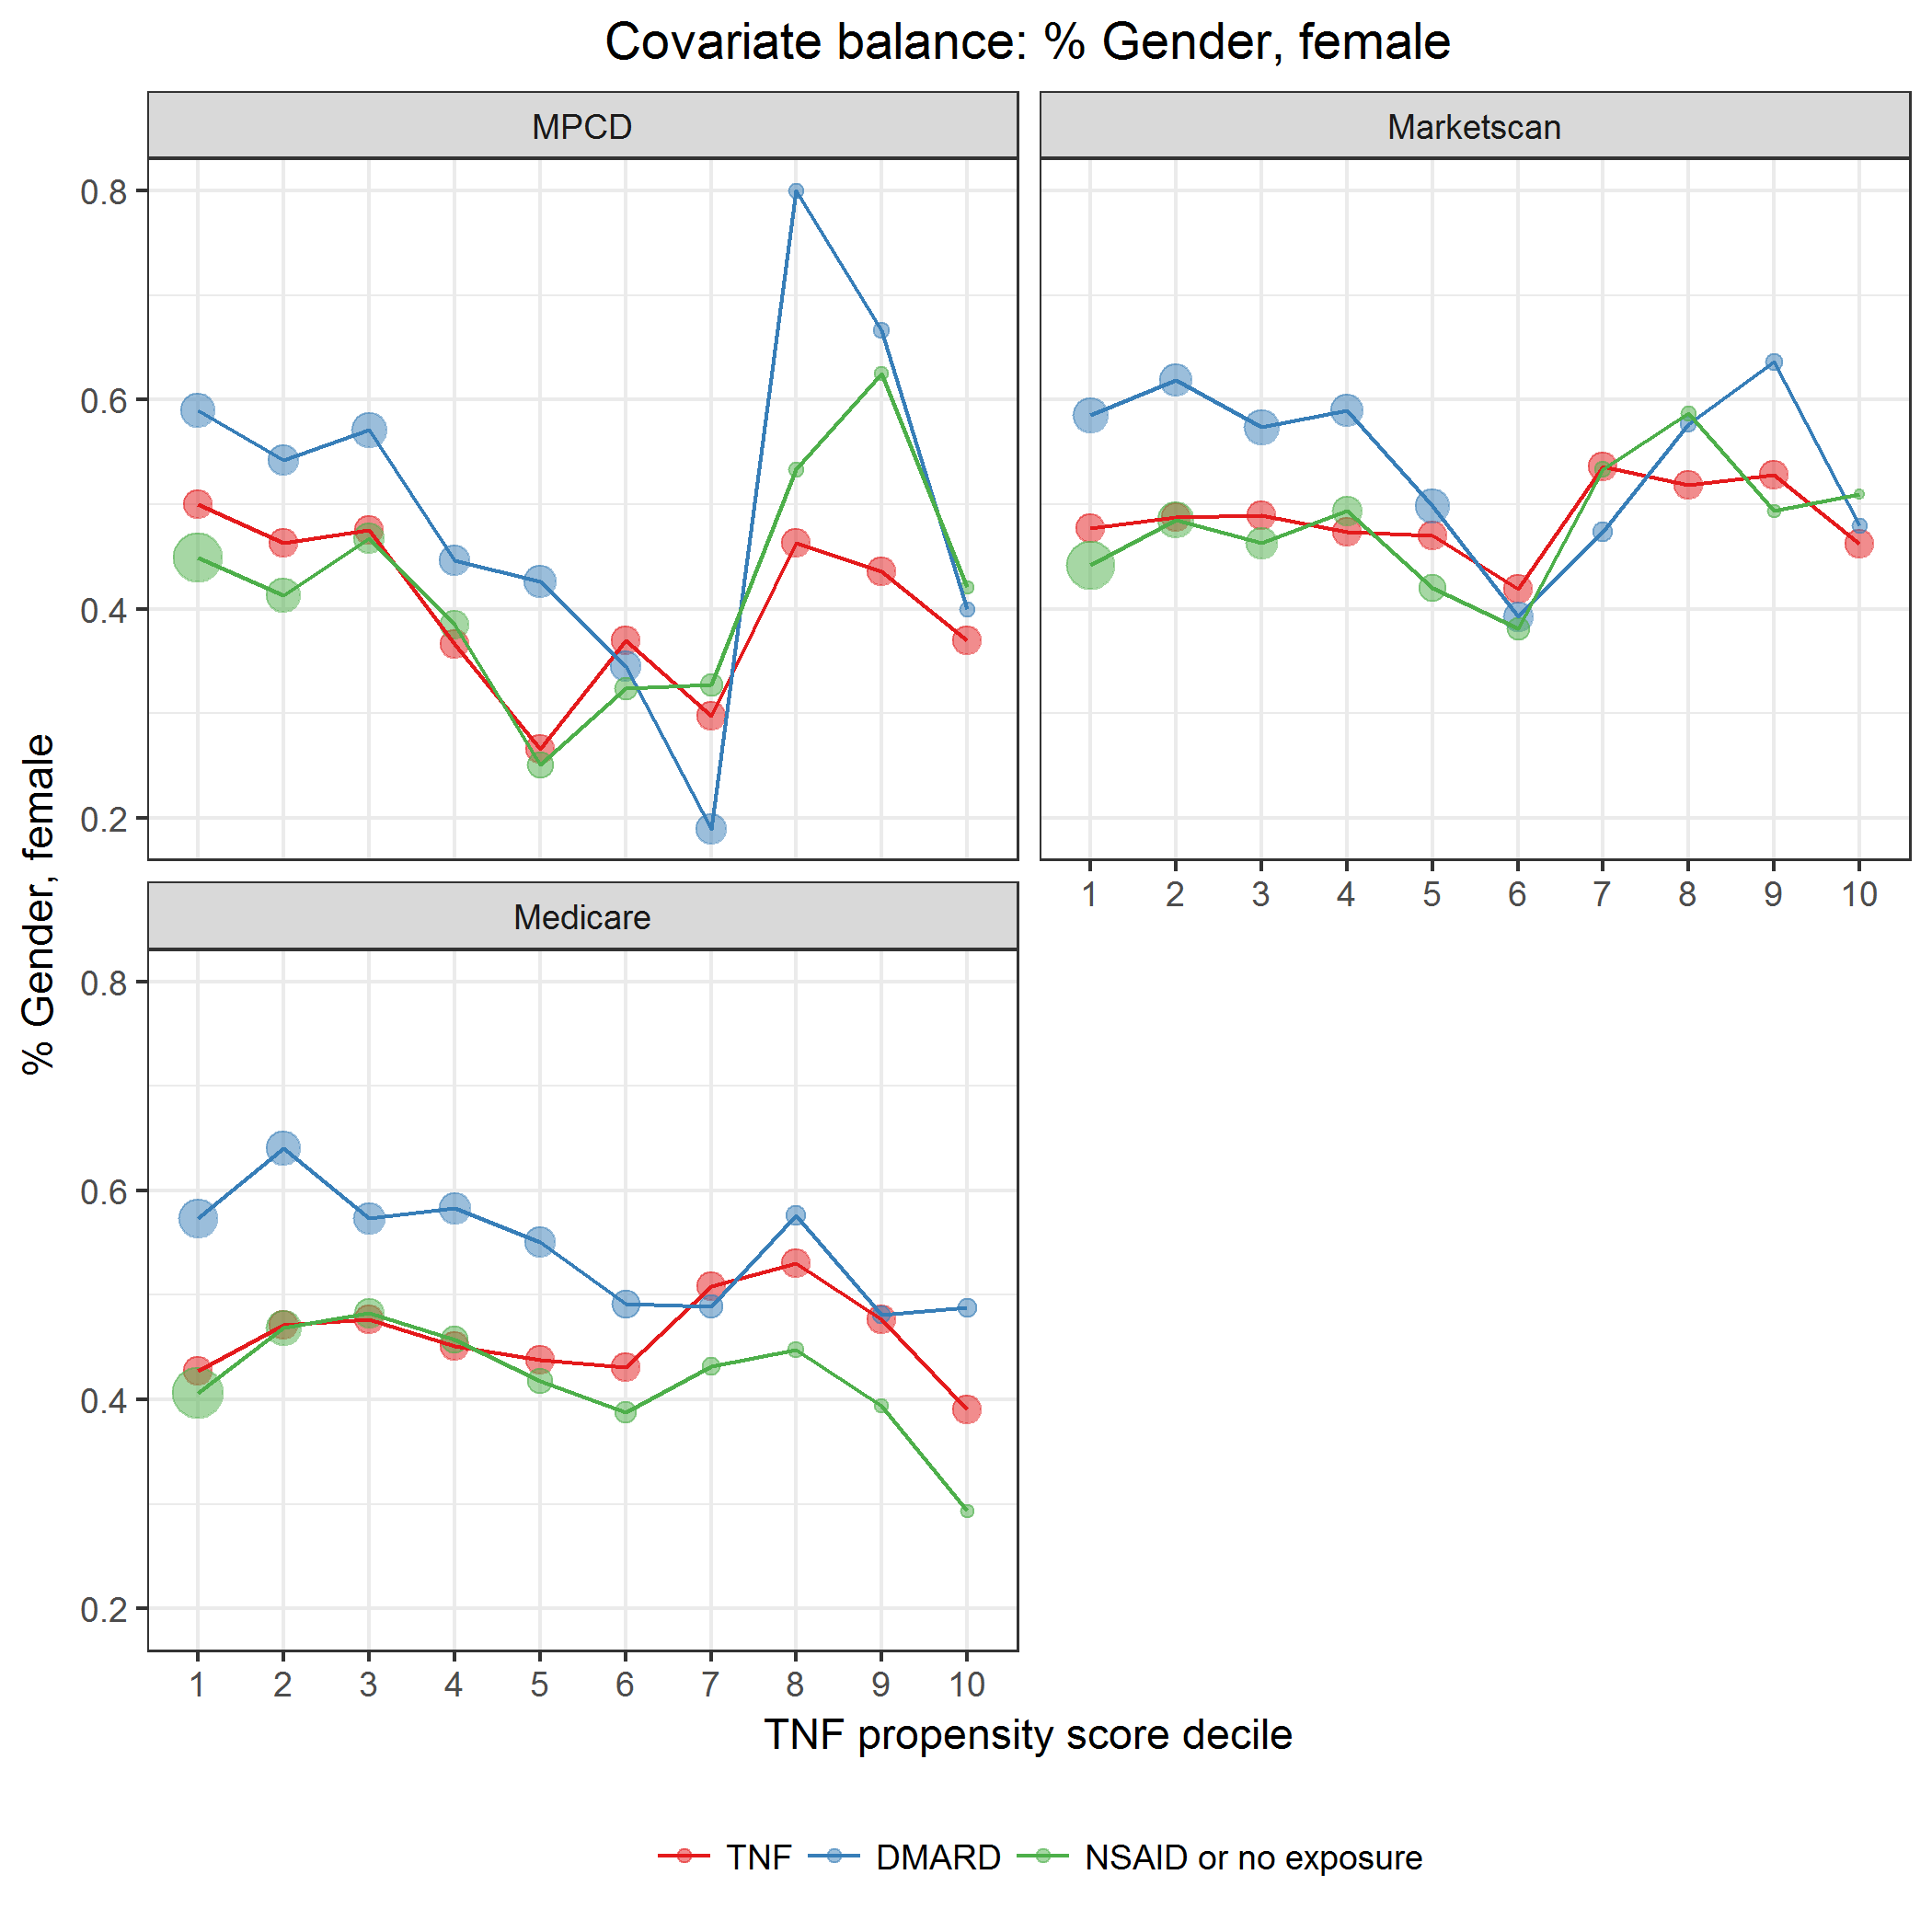 Covariate balance: % Gender, female
MPCD
Marketscan
0.8
0.6
0.4
0.2
1 2 3 4 5 6 7 8 9 10
Medicare
0.8
0.6
0.4
0.2
1 2 3 4 5 6 7 8 9 10
% Gender, female
TNF propensity score decile
TNF DMARD NSAID or no exposure